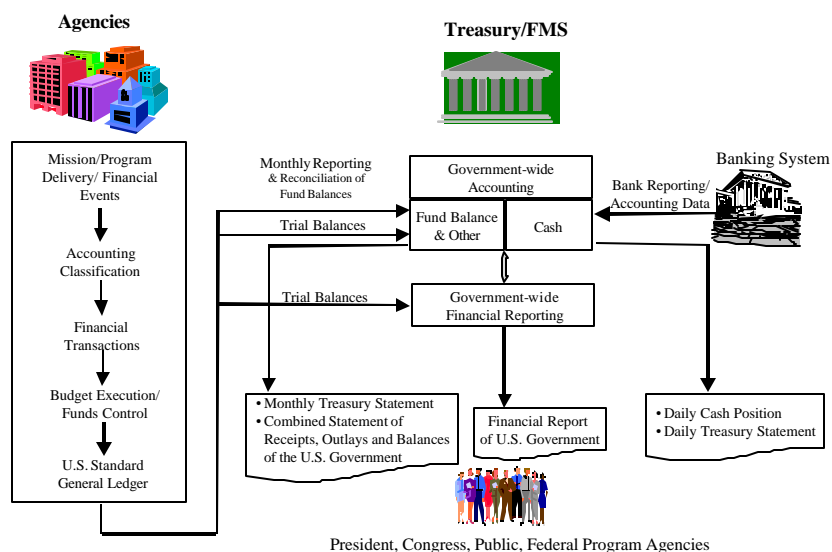 Agencies
Treasury/FMS
Mission/Program
Delivery/ Financial
Events
Accounting
Classification
Financial
Transactions
Budget Execution/
Funds Control
U.S. Standard
General Ledger
Monthly Reporting
& Reconciliation of
Fund Balances
Trial Balances
Trial Balances
Government-wide
Accounting
Fund Balance
& Other
Cash
Government-wide
Financial Reporting
Banking System
Bank Reporting/
Accounting Data
• Monthly Treasury Statement
• Combined Statement of
Receipts, Outlays and Balances
of the U.S. Government
Financial Report
of U.S. Government
• Daily Cash Position
• Daily Treasury Statement
President, Congress, Public, Federal Program Agencies